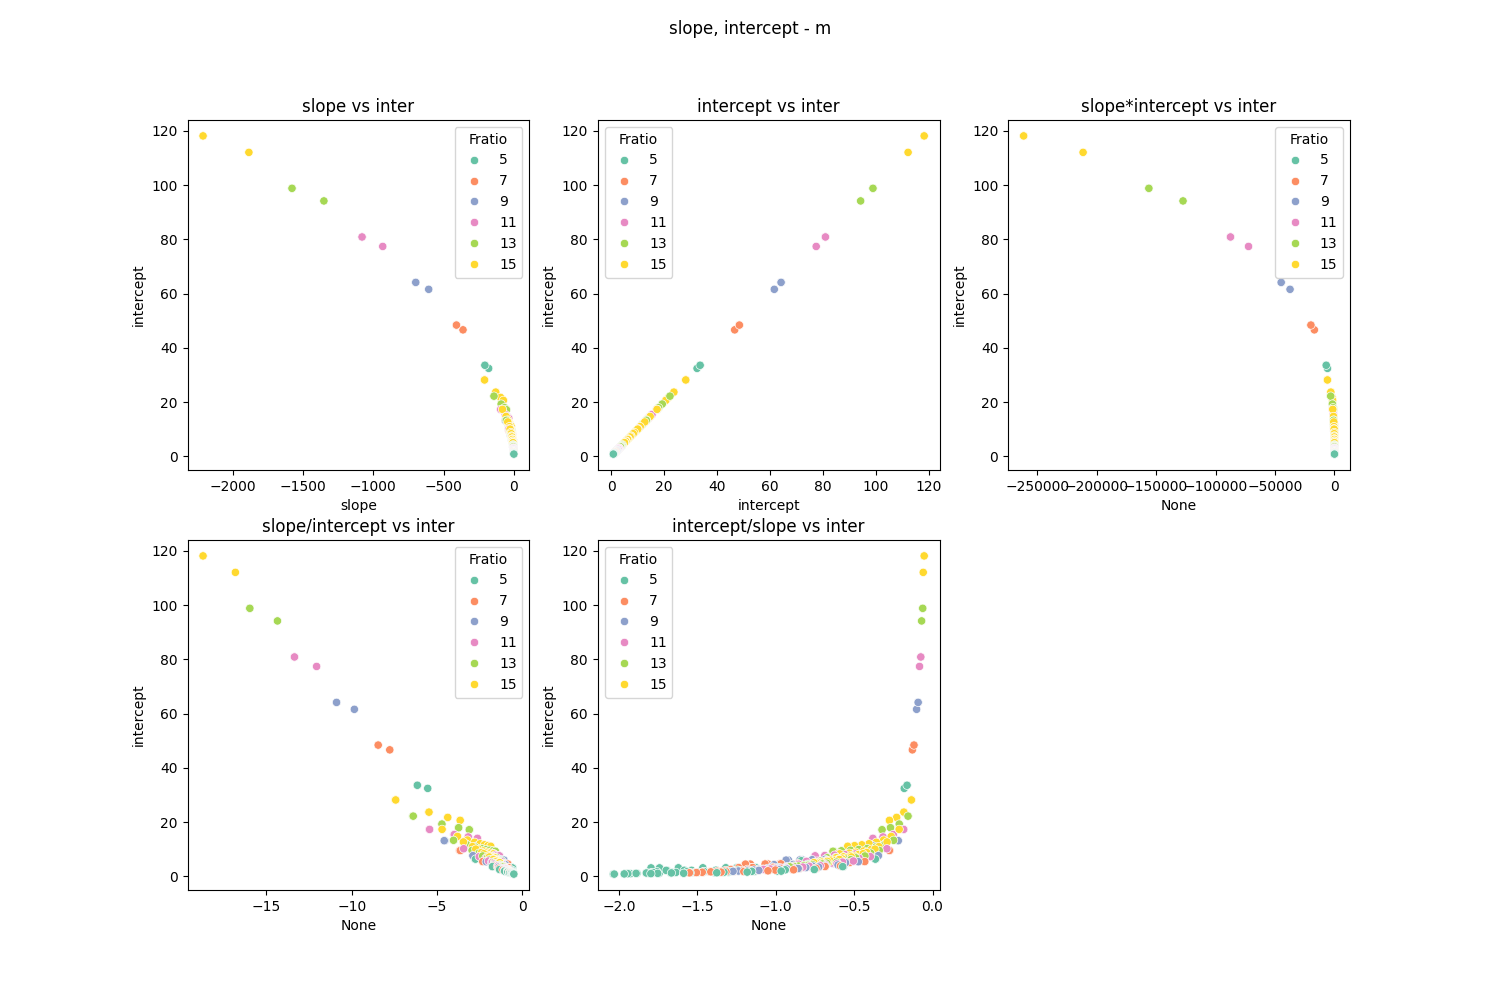 slope, intercept - m
slope vs inter
intercept
120
100
80
60
40
20
0
Fratio
5
7
9
11
13
15
−2000 −1500 −1000 −500 0
slope
intercept vs inter
intercept
120
100
80
60
40
20
0
Fratio
5
7
9
11
13
15
0 20 40 60 80 100 120
intercept
slope*intercept vs inter
intercept
120
100
80
60
40
20
0
Fratio
5
7
9
11
13
15
−250000 −200000 −150000 −100000 −50000 0
None
slope/intercept vs inter
intercept
120
100
80
60
40
20
0
Fratio
5
7
9
11
13
15
−15 −10 −5 0
None
intercept/slope vs inter
intercept
120
100
80
60
40
20
0
Fratio
5
7
9
11
13
15
−2.0 −1.5 −1.0 −0.5 0.0
None